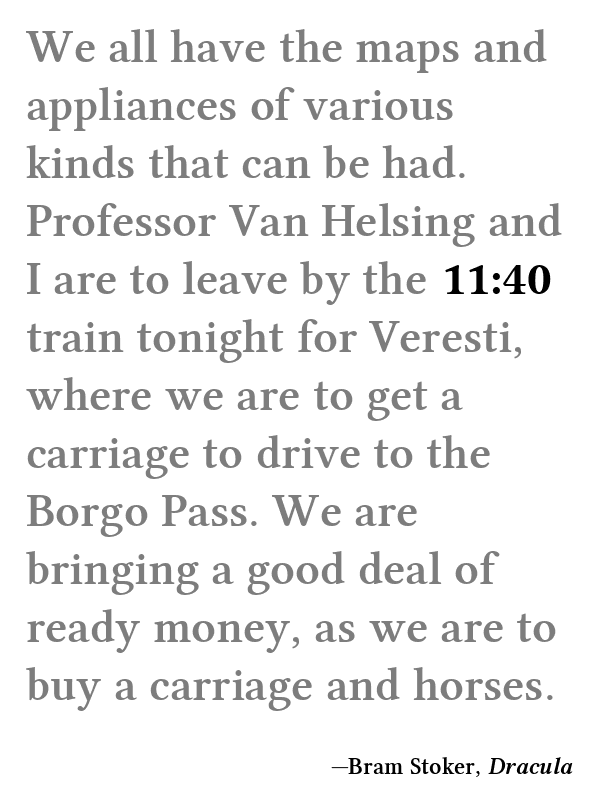 We all have the maps and
appliances of various
kinds that can be had.
Professor Van Helsing and
I are to leave by the 11:40
train tonight for Veresti,
where we are to get a
carriage to drive to the
Borgo Pass. We are
bringing a good deal of
ready money, as we are to
buy a carriage and horses.
—Bram Stoker, Dracula